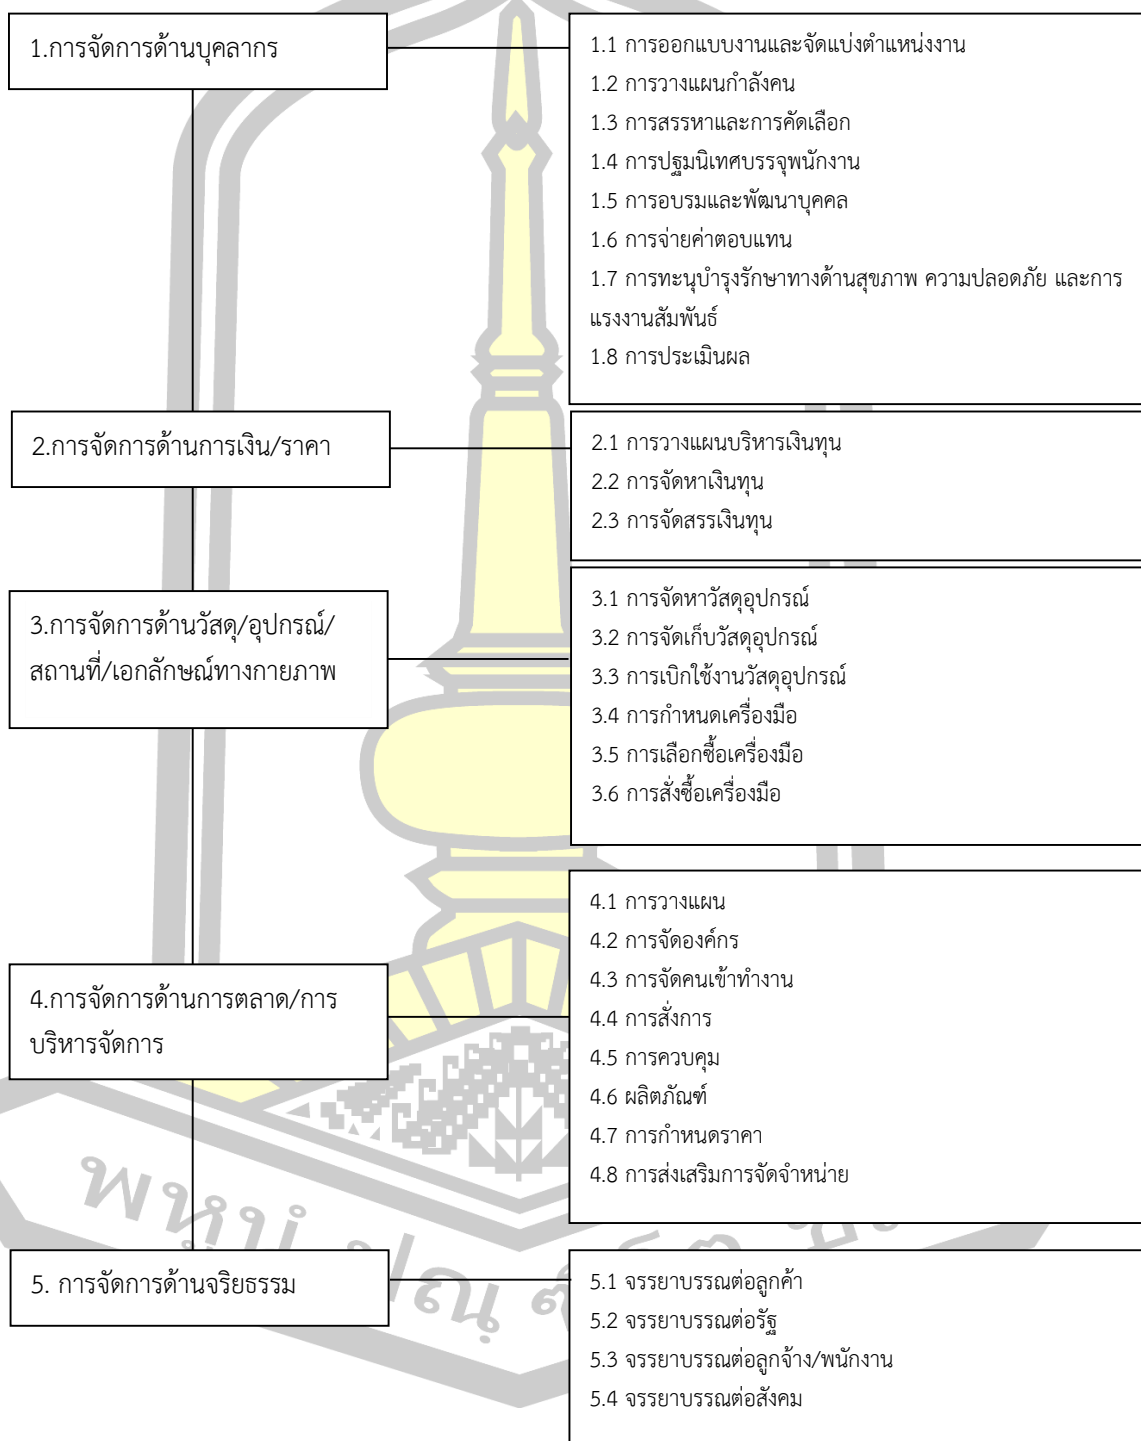 1.การจัดการด้านบุคลากร
1.1 การออกแบบงานและจัดแบ่งตำแหน่งงาน
1.2 การวางแผนกำลังคน
1.3 การสรรหาและการคัดเลือก
1.4 การปฐมนิเทศบรรจุพนักงาน
1.5 การอบรมและพัฒนาบุคคล
1.6 การจ่ายค่าตอบแทน
1.7 การทะนุบำรุงรักษาทางด้านสุขภาพ ความปลอดภัย และการ
แรงงานสัมพันธ์
1.8 การประเมินผล
2.การจัดการด้านการเงิน/ราคา
2.1 การวางแผนบริหารเงินทุน
2.2 การจัดหาเงินทุน
2.3 การจัดสรรเงินทุน
3.การจัดการด้านวัสดุ/อุปกรณ์/
สถานที่/เอกลักษณ์ทางกายภาพ
3.1 การจัดหาวัสดุอุปกรณ์
3.2 การจัดเก็บวัสดุอุปกรณ์
3.3 การเบิกใช้งานวัสดุอุปกรณ์
3.4 การกำหนดเครื่องมือ
3.5 การเลือกซื้อเครื่องมือ
3.6 การสั่งซื้อเครื่องมือ
4.การจัดการด้านการตลาด/การ
บริหารจัดการ
4.1 การวางแผน
4.2 การจัดองค์กร
4.3 การจัดคนเข้าทำงาน
4.4 การสั่งการ
4.5 การควบคุม
4.6 ผลิตภัณฑ์
4.7 การกำหนดราคา
4.8 การส่งเสริมการจัดจำหน่าย
5. การจัดการด้านจริยธรรม
5.1 จรรยาบรรณต่อลูกค้า
5.2 จรรยาบรรณต่อรัฐ
5.3 จรรยาบรรณต่อลูกจ้าง/พนักงาน
5.4 จรรยาบรรณต่อสังคม